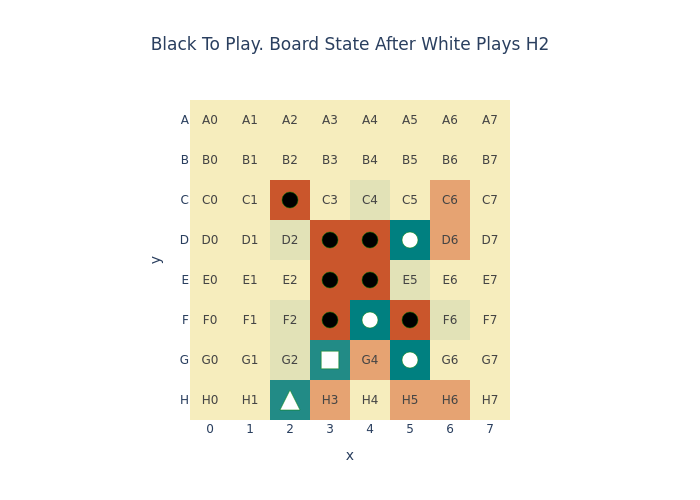 Black To Play. Board State After White Plays H2
A A0 A1 A2 A3 A4 A5 A6 A7
B B0 B1 B2 B3 B4 B5 B6 B7
C C0 C1 C3 C4 C5 C6 C7
D D0 D1 D2 D6 D7
y
E E0 E1 E2 E5 E6 E7
F F0 F1 F2 F6 F7
G G0 G1 G2 G4 G6 G7
H H0 H1 H3 H4 H5 H6 H7
0 1 2 3 4 5 6 7
x